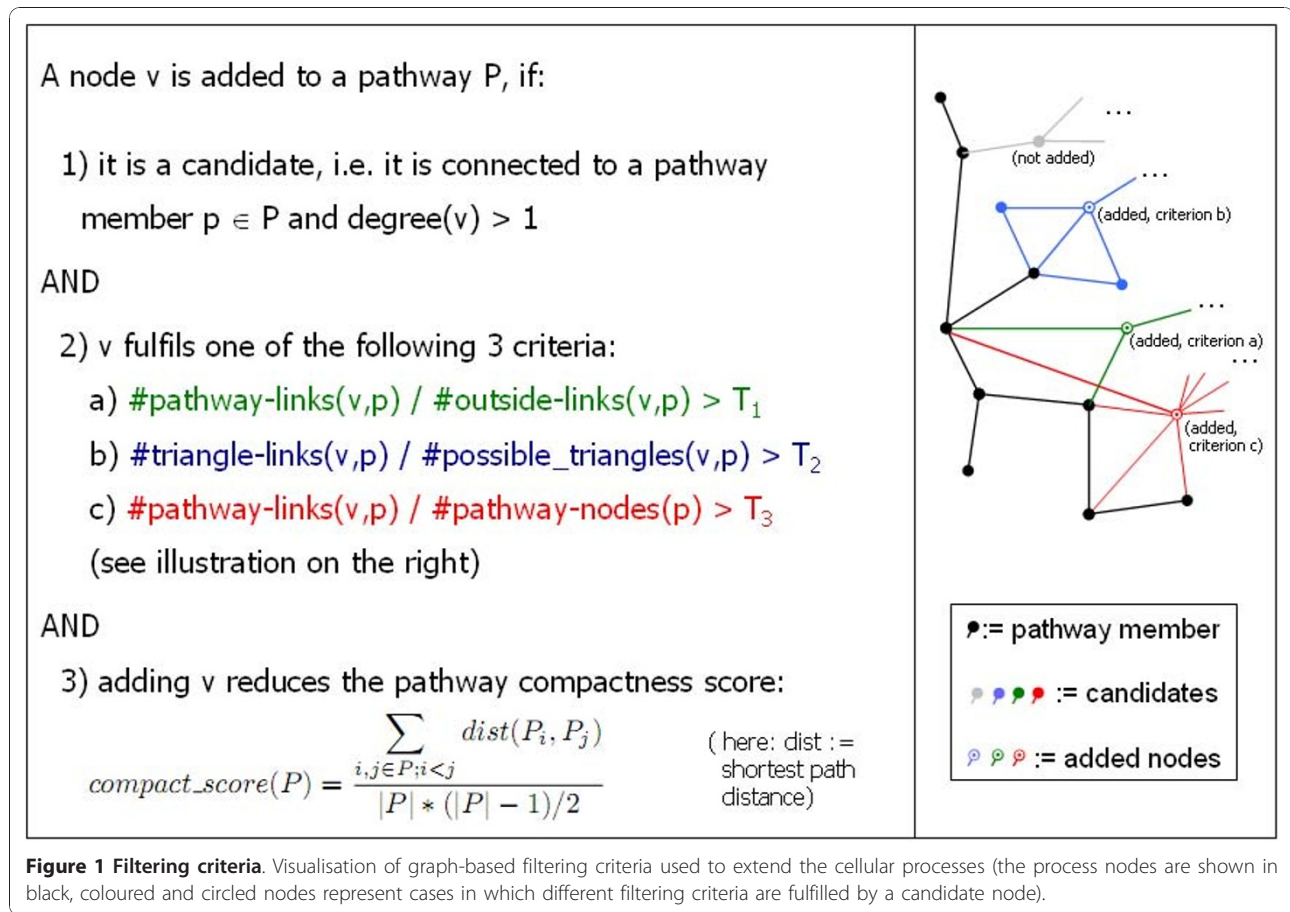 A node v is added to a pathway P, if:
1) it is a candidate, i.e. it is connected to a pathway
member p ∈ P and degree(v) > 1
AND
2) v fulfils one of the following 3 criteria:
a) #pathway-links(v,p) / #outside-links(v,p) > T₁
b) #triangle-links(v,p) / #possible_triangles(v,p) > T₂
c) #pathway-links(v,p) / #pathway-nodes(p) > T₃
(see illustration on the right)
AND
3) adding v reduces the pathway compactness score:
compact_score(P) = ∑ i,j∈P;i<j dist(P_i, P_j) / |P| * (|P| − 1)/2
( here: dist :=
shortest path
distance)
...
(not added)
...
(added, criterion b)
...
(added, criterion a)
...
(added,
criterion c)
:= pathway member
:= candidates
:= added nodes
Figure 1 Filtering criteria. Visualisation of graph-based filtering criteria used to extend the cellular processes (the process nodes are shown in
black, coloured and circled nodes represent cases in which different filtering criteria are fulfilled by a candidate node).